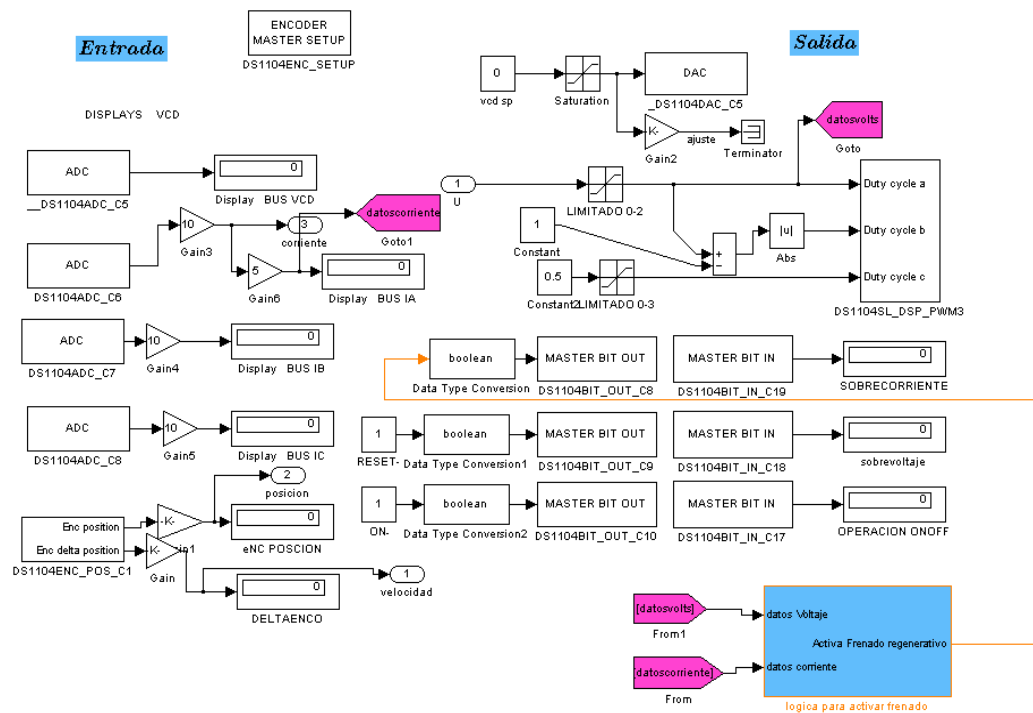 Entrada
ENCODER
MASTER SETUP
DS1104ENC_SETUP
Salída
DISPLAYS VCD
0
vcd sp
Saturation
DAC
_DS1104DAC_C5
K-
Gain2
ajuste
Terminator
datosvolts
Goto
ADC
__DS1104ADC_C5
0
Display BUS VCD
1
U
LIMITADO 0-2
Duty cycle a
Duty cycle b
Duty cycle c
DS1104SL_DSP_PWM3
ADC
DS1104ADC_C6
10
Gain3
3
corriente
datoscorriente
Goto1
5
Gain6
0
Display BUS IA
1
Constant
+
−
|u|
Abs
0.5
Constant2
LIMITADO 0-3
ADC
DS1104ADC_C7
10
Gain4
0
Display BUS IB
boolean
Data Type Conversion
MASTER BIT OUT
DS1104BIT_OUT_C8
MASTER BIT IN
DS1104BIT_IN_C19
0
SOBRECORRIENTE
ADC
DS1104ADC_C8
10
Gain5
0
Display BUS IC
1
RESET-
boolean
Data Type Conversion1
MASTER BIT OUT
DS1104BIT_OUT_C9
MASTER BIT IN
DS1104BIT_IN_C18
0
sobrevoltaje
2
posicion
1
ON-
boolean
Data Type Conversion2
MASTER BIT OUT
DS1104BIT_OUT_C10
MASTER BIT IN
DS1104BIT_IN_C17
0
OPERACION ONOFF
Enc position
Enc delta position
DS1104ENC_POS_C1
-K-
ain1
0
eNC POSCION
K-
Gain
1
velocidad
0
DELTAENCO
[datosvolts]
From1
[datoscorriente]
From
datos Voltaje
Activa Frenado regenerativo
datos corriente
logica para activar frenado